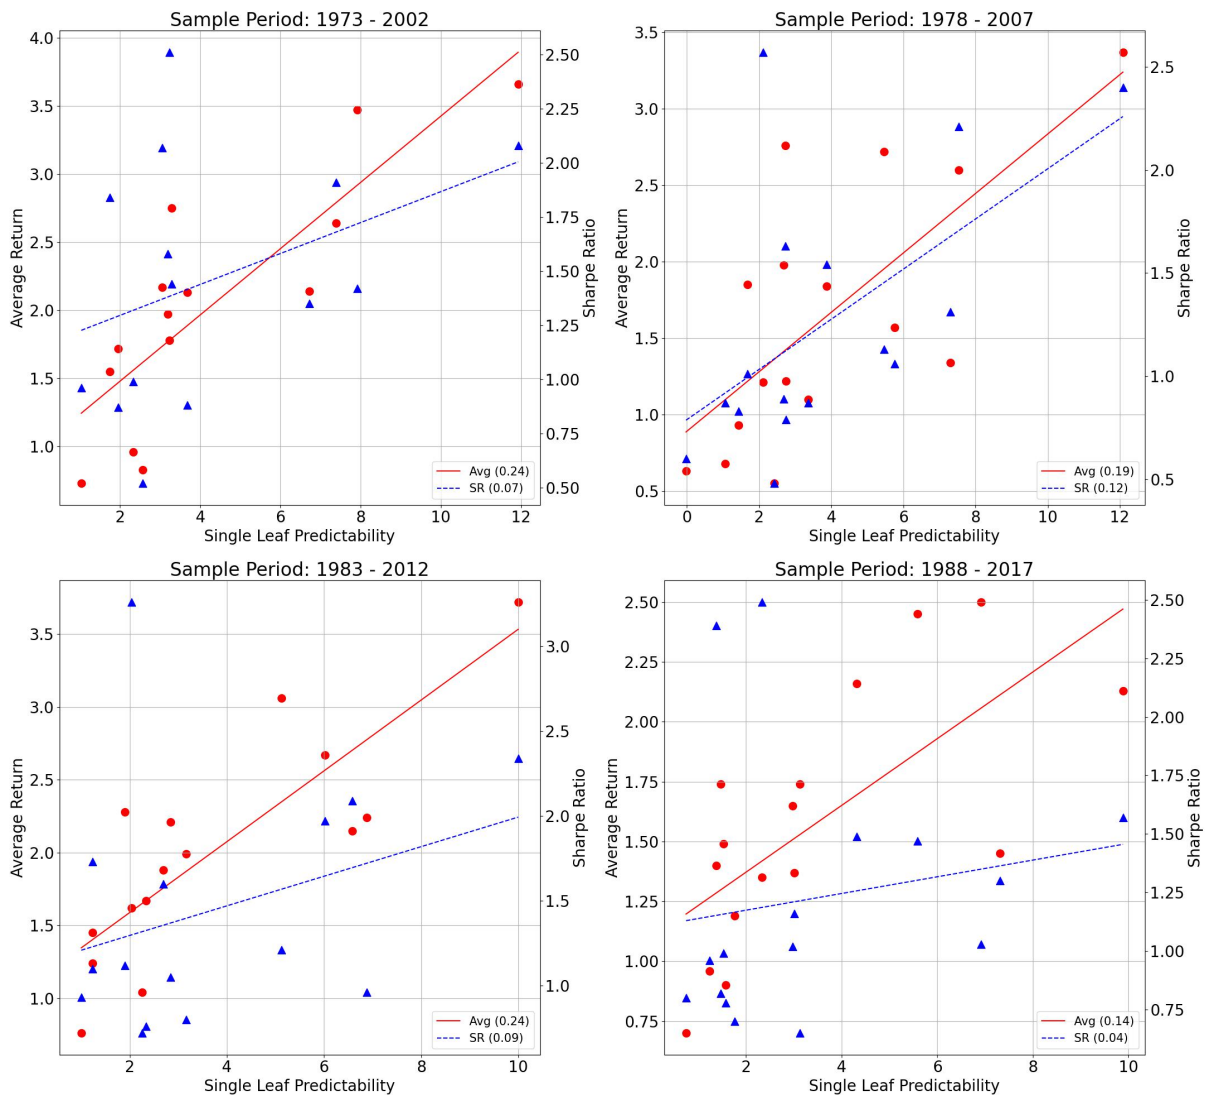 Sample Period: 1973 - 2002
4.0
3.5
3.0
2.5
2.0
1.5
1.0
Average Return
2.50
2.25
2.00
1.75
1.50
1.25
1.00
0.75
0.50
Sharpe Ratio
Avg (0.24)
SR (0.07)
2 4 6 8 10 12
Single Leaf Predictability
Sample Period: 1978 - 2007
3.5
3.0
2.5
2.0
1.5
1.0
0.5
Average Return
2.5
2.0
1.5
1.0
0.5
Sharpe Ratio
Avg (0.19)
SR (0.12)
0 2 4 6 8 10 12
Single Leaf Predictability
Sample Period: 1983 - 2012
3.5
3.0
2.5
2.0
1.5
1.0
Average Return
3.0
2.5
2.0
1.5
1.0
Sharpe Ratio
Avg (0.24)
SR (0.09)
2 4 6 8 10
Single Leaf Predictability
Sample Period: 1988 - 2017
2.50
2.25
2.00
1.75
1.50
1.25
1.00
0.75
Average Return
2.50
2.25
2.00
1.75
1.50
1.25
1.00
0.75
Sharpe Ratio
Avg (0.14)
SR (0.04)
2 4 6 8 10
Single Leaf Predictability